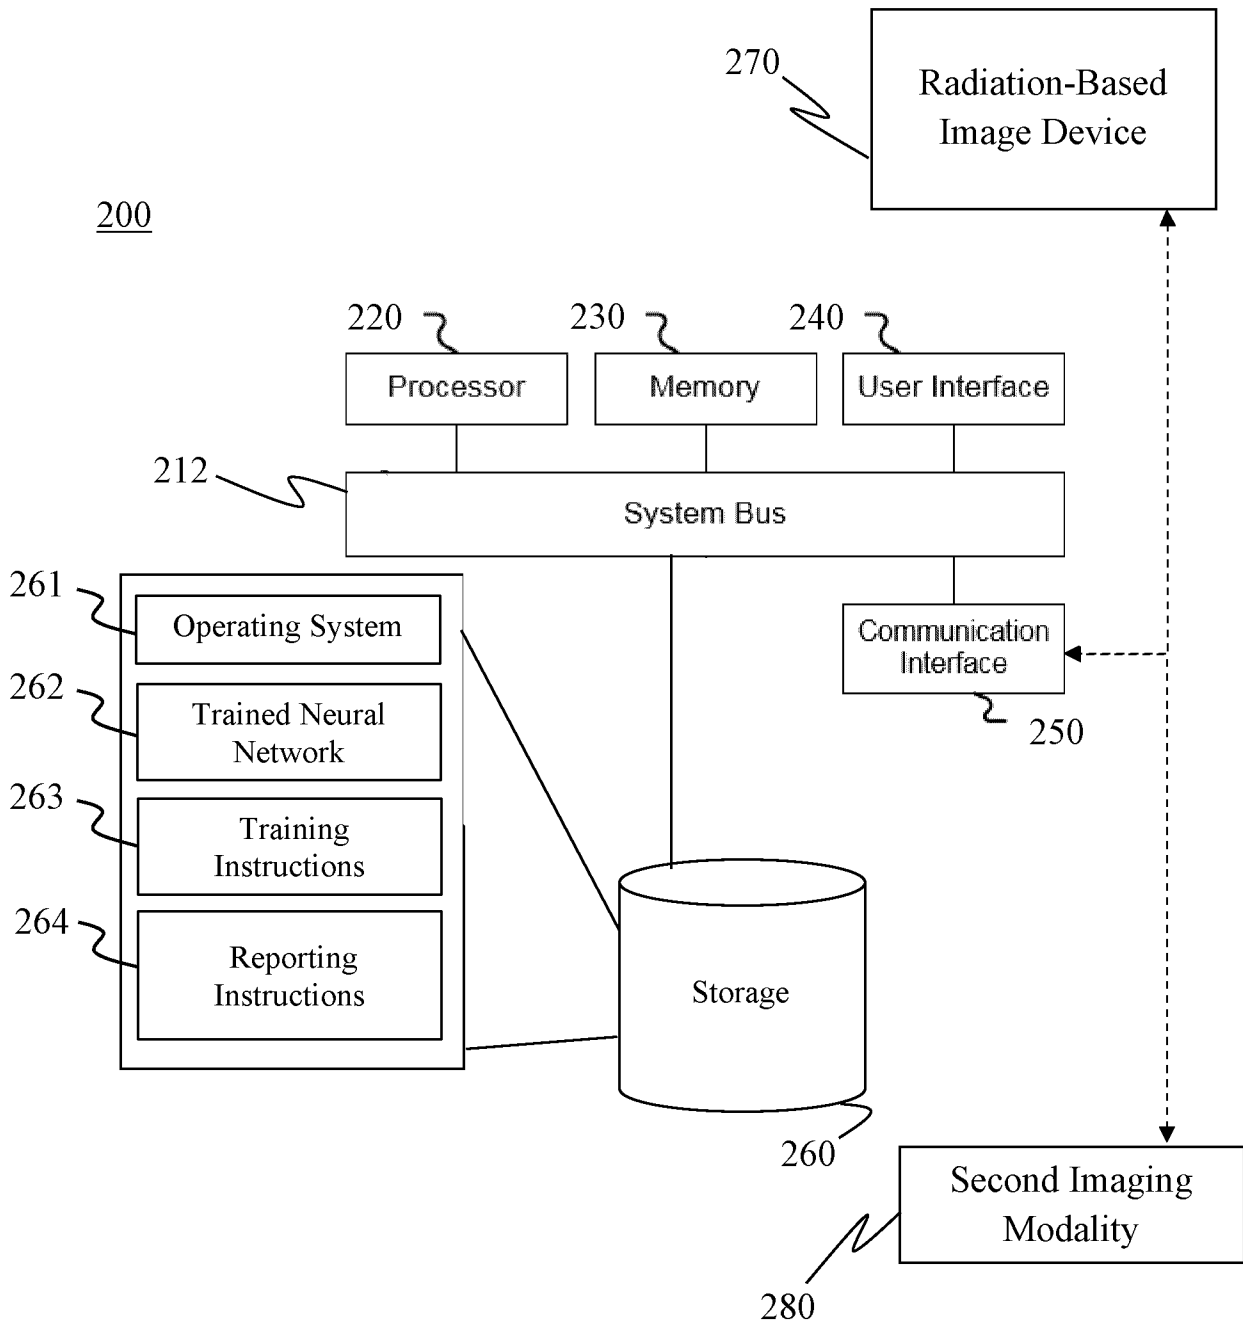 270
Radiation-Based
Image Device
200
220
230
240
Processor
Memory
User Interface
212
System Bus
261
Operating System
Communication
Interface
262
Trained Neural
Network
250
263
Training
Instructions
264
Reporting
Instructions
Storage
260
Second Imaging
Modality
280